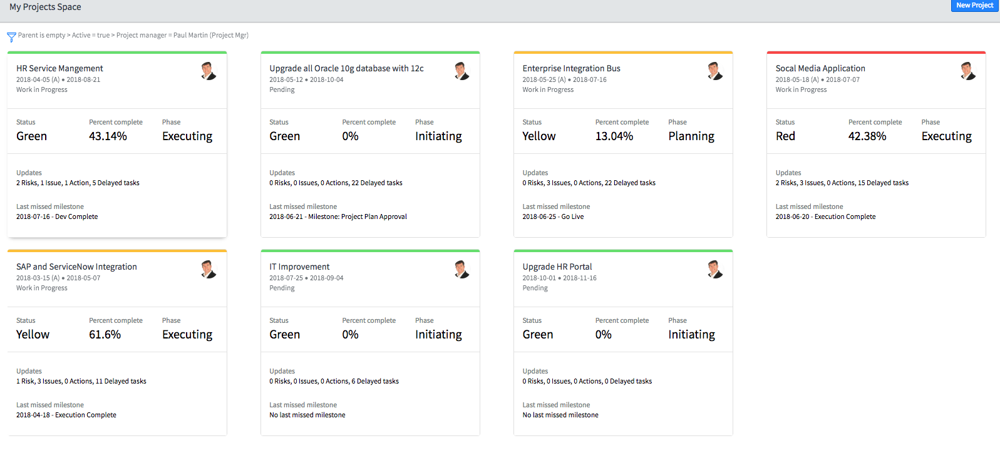 My Projects Space
New Project
Parent is empty > Active = true > Project manager = Paul Martin (Project Mgr)
HR Service Mangement
2018-04-05 (A) • 2018-08-21
Work in Progress
Status Percent complete Phase
Green 43.14% Executing
Updates
2 Risks, 1 Issue, 1 Action, 5 Delayed tasks
Last missed milestone
2018-07-16 - Dev Complete
Upgrade all Oracle 10g database with 12c
2018-05-12 • 2018-10-04
Pending
Status Percent complete Phase
Green 0% Initiating
Updates
0 Risks, 0 Issues, 0 Actions, 22 Delayed tasks
Last missed milestone
2018-06-21 - Milestone: Project Plan Approval
Enterprise Integration Bus
2018-05-25 (A) • 2018-07-16
Work in Progress
Status Percent complete Phase
Yellow 13.04% Planning
Updates
0 Risks, 3 Issues, 0 Actions, 22 Delayed tasks
Last missed milestone
2018-06-25 - Go Live
Socal Media Application
2018-05-18 (A) • 2018-07-07
Work in Progress
Status Percent complete Phase
Red 42.38% Executing
Updates
2 Risks, 3 Issues, 0 Actions, 15 Delayed tasks
Last missed milestone
2018-06-20 - Execution Complete
SAP and ServiceNow Integration
2018-03-15 (A) • 2018-05-07
Work in Progress
Status Percent complete Phase
Yellow 61.6% Executing
Updates
1 Risk, 3 Issues, 0 Actions, 11 Delayed tasks
Last missed milestone
2018-04-18 - Execution Complete
IT Improvement
2018-07-25 • 2018-09-04
Pending
Status Percent complete Phase
Green 0% Initiating
Updates
0 Risks, 0 Issues, 0 Actions, 6 Delayed tasks
Last missed milestone
No last missed milestone
Upgrade HR Portal
2018-10-01 • 2018-11-16
Pending
Status Percent complete Phase
Green 0% Initiating
Updates
0 Risks, 0 Issues, 0 Actions, 0 Delayed tasks
Last missed milestone
No last missed milestone